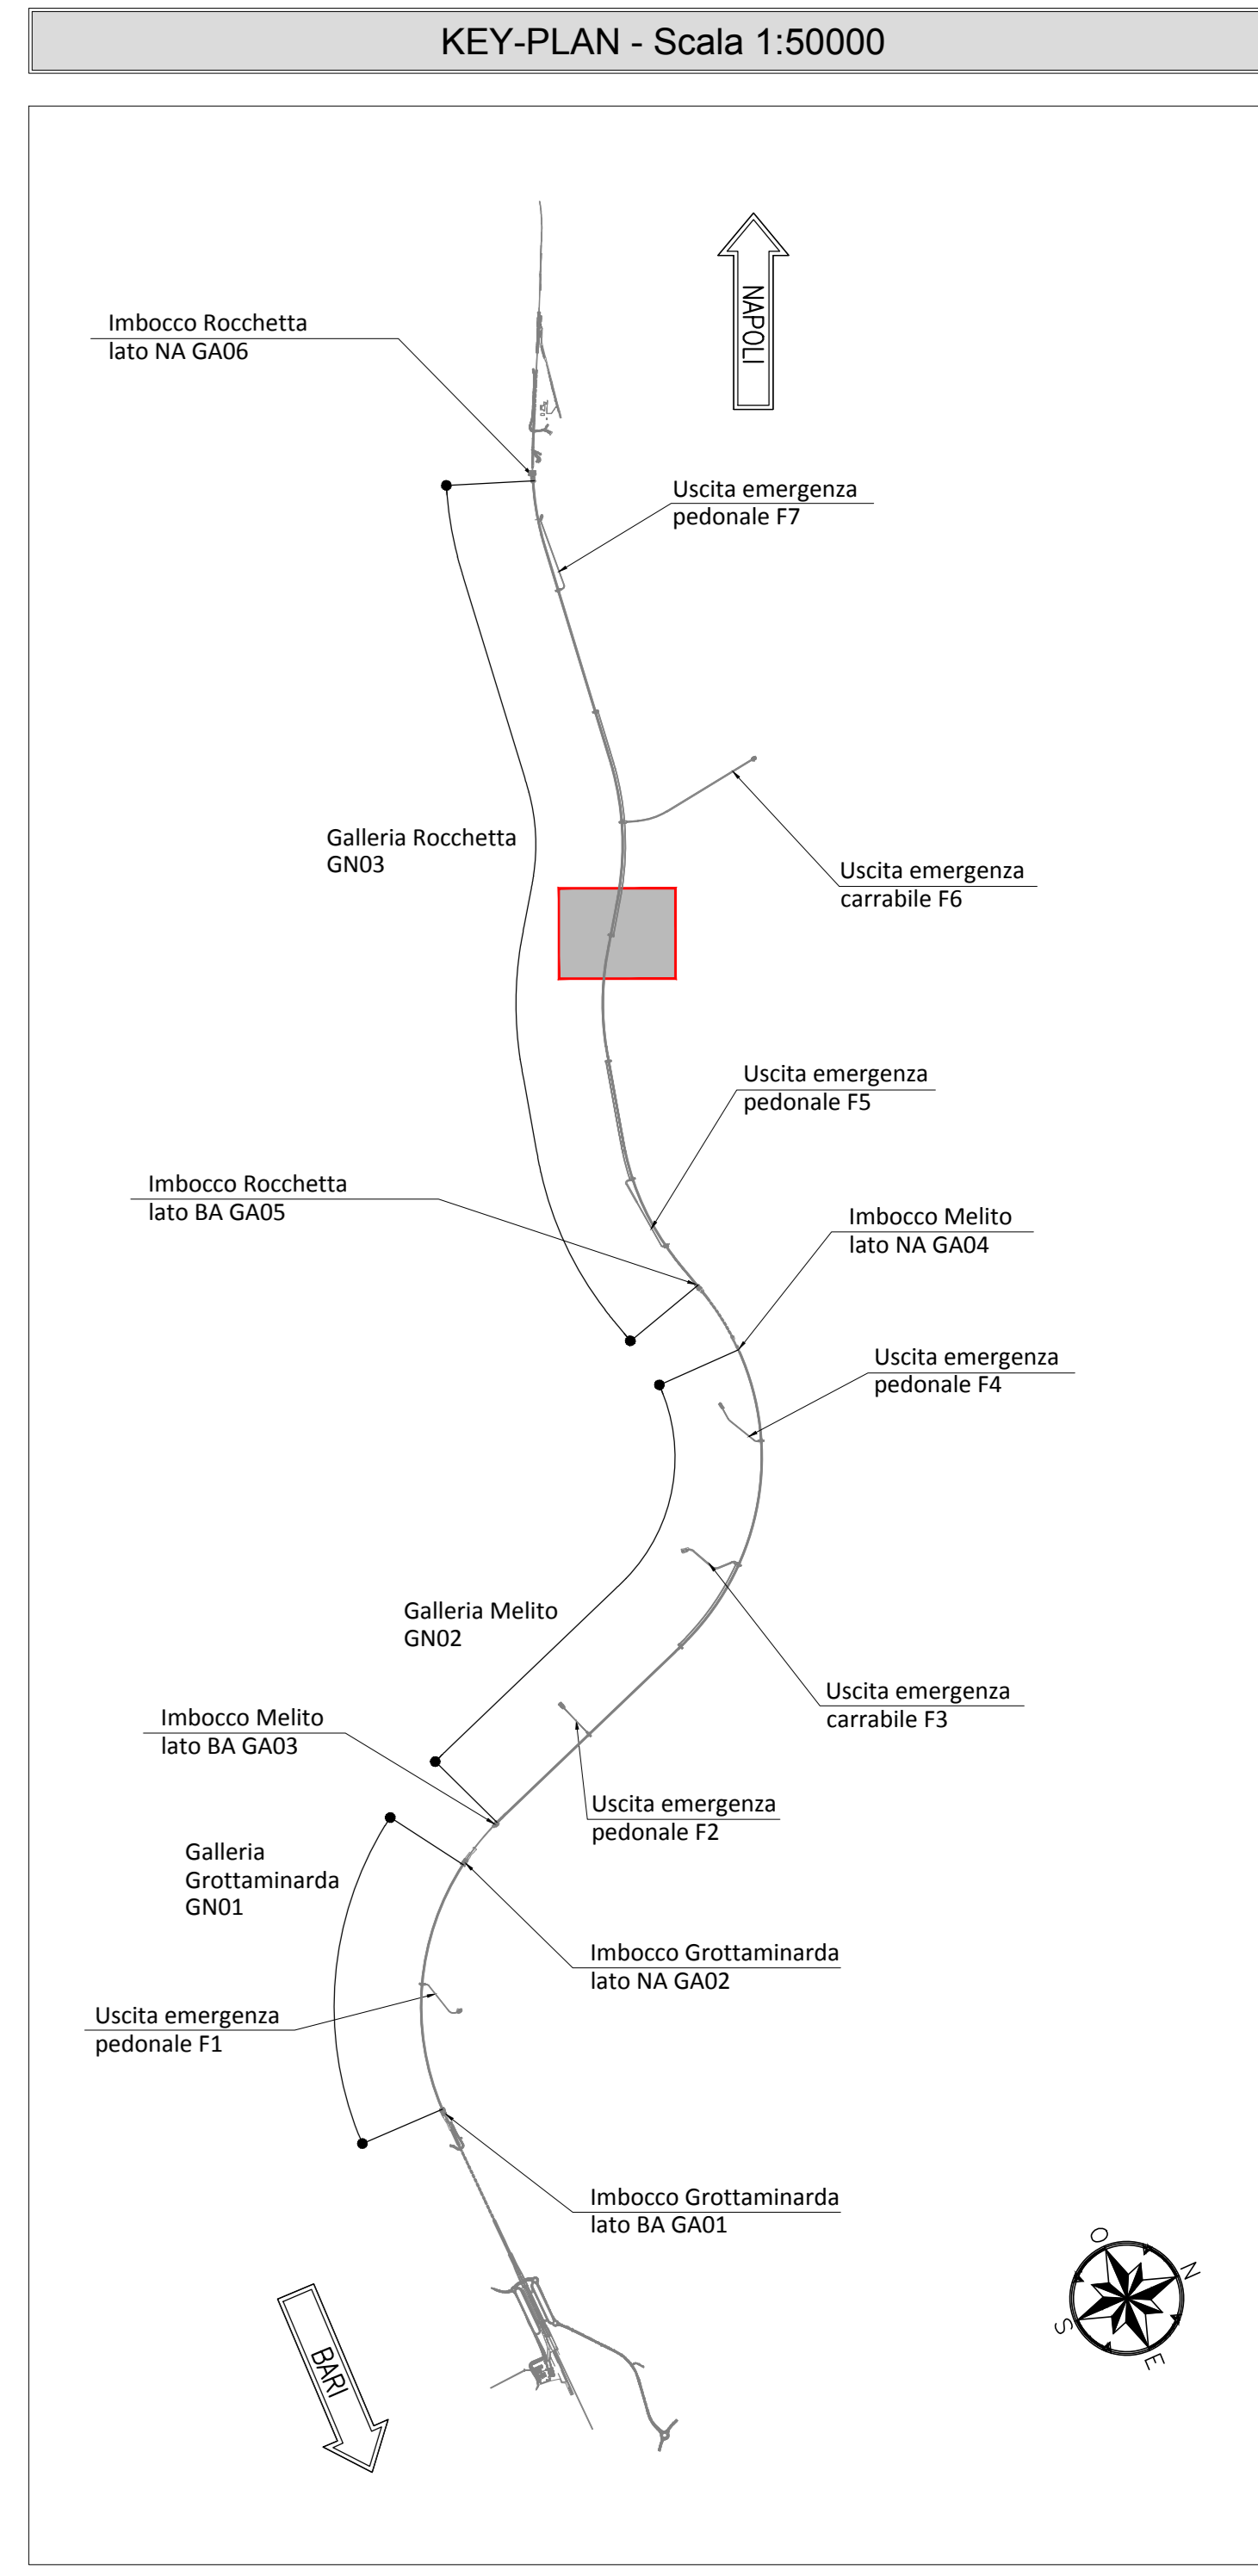 KEY-PLAN - Scala 1:50000
NAPOLI
Imbocco Rocchetta
lato NA GA06
Uscita emergenza
pedonale F7
Galleria Rocchetta
GN03
Uscita emergenza
carrabile F6
Uscita emergenza
pedonale F5
Imbocco Rocchetta
lato BA GA05
Imbocco Melito
lato NA GA04
Uscita emergenza
pedonale F4
Galleria Melito
GN02
Uscita emergenza
carrabile F3
Imbocco Melito
lato BA GA03
Uscita emergenza
pedonale F2
Galleria
Grottaminarda
GN01
Imbocco Grottaminarda
lato NA GA02
Uscita emergenza
pedonale F1
Imbocco Grottaminarda
lato BA GA01
O
N
S
E
BARI